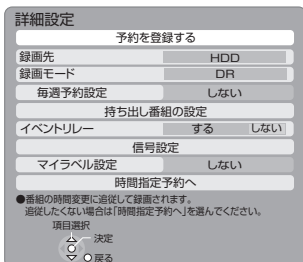 詳細設定
予約を登録する
録画先 HDD
録画モード DR
毎週予約設定 しない
持ち出し番組の設定
イベントリレー する しない
信号設定
マイラベル設定 しない
時間指定予約へ
●番組の時間変更に追従して録画されます。
追従したくない場合は「時間指定予約へ」を選んでください。
項目選択
決定
戻る